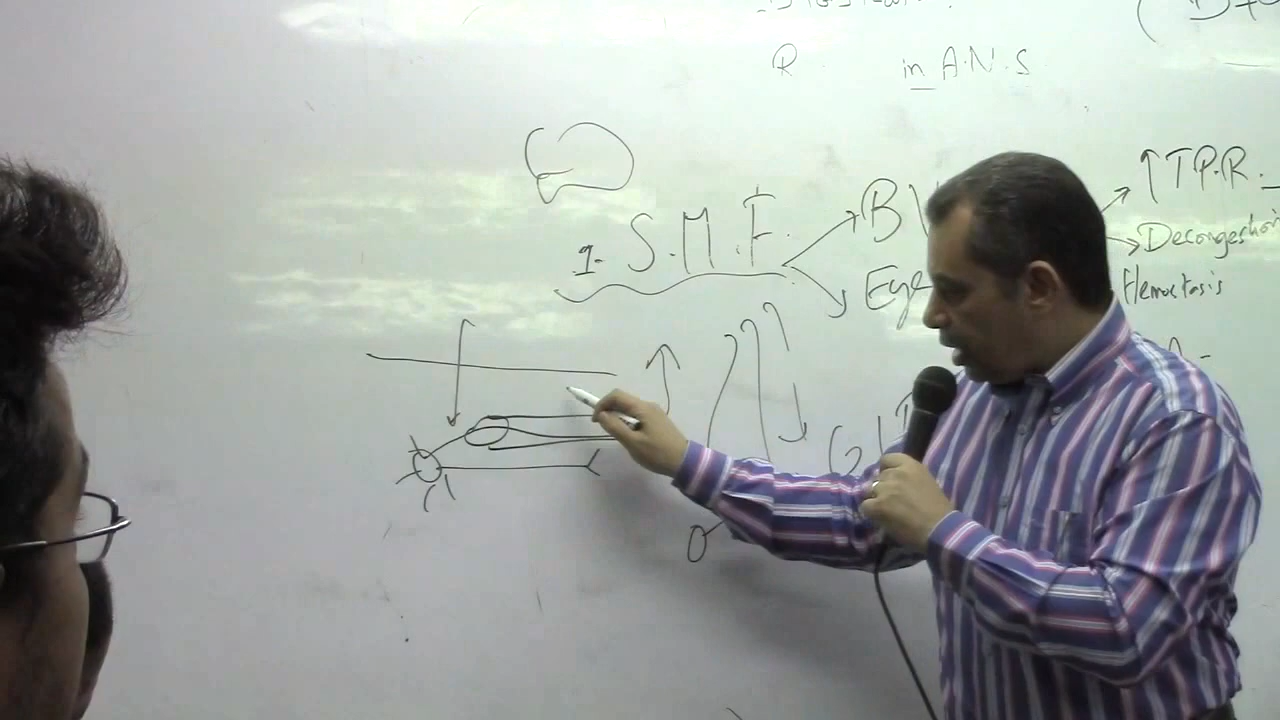 R in A.N.S
↑ T.P.R.
1- S.M.F. B
Decongestion
Eye Hemostasis
G